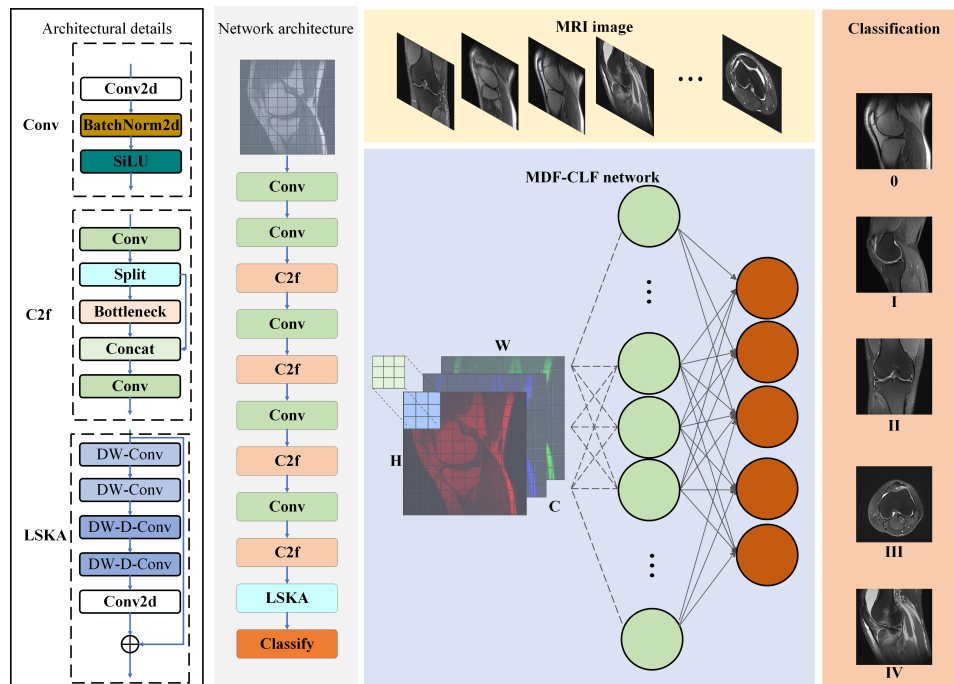 Architectural details
Conv
Conv2d
BatchNorm2d
SiLU
C2f
Conv
Split
Bottleneck
Concat
Conv
LSKA
DW-Conv
DW-Conv
DW-D-Conv
DW-D-Conv
Conv2d
Network architecture
Conv
Conv
C2f
Conv
C2f
Conv
C2f
Conv
C2f
LSKA
Classify
MRI image
MDF-CLF network
W
H
C
Classification
0
I
II
III
IV